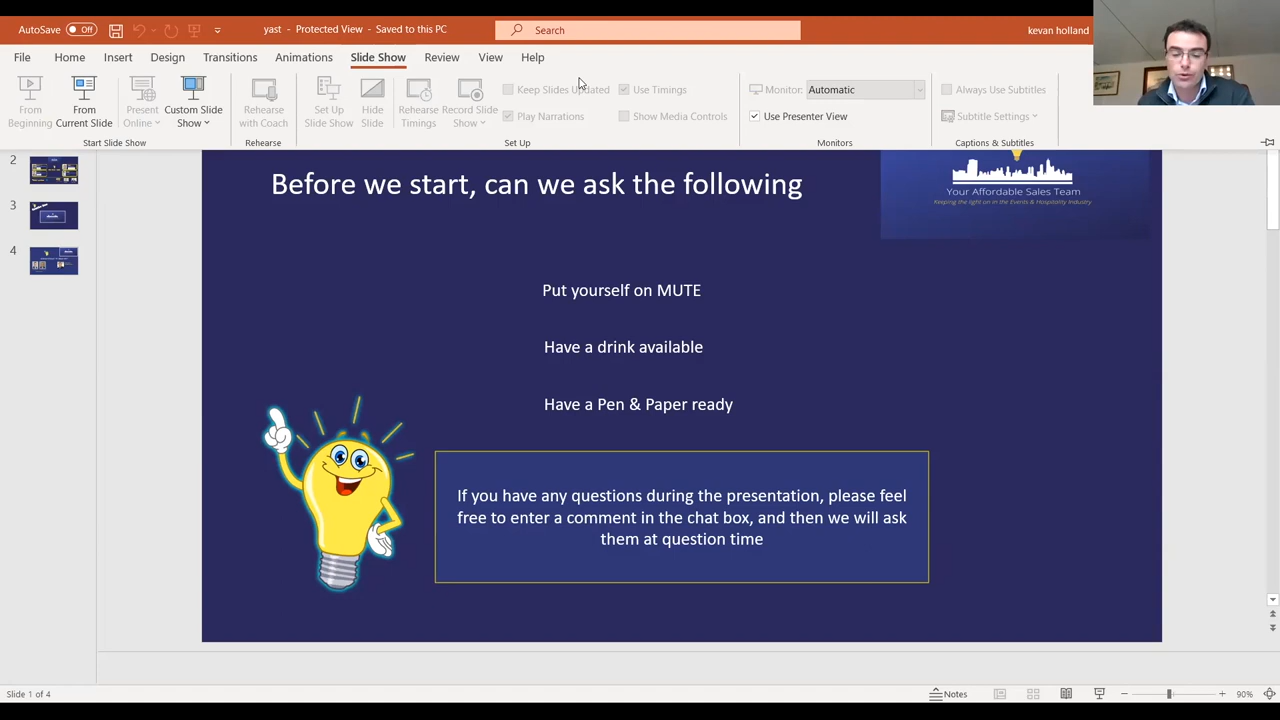 AutoSave Off
yast - Protected View - Saved to this PC
Search
kevan holland
File Home Insert Design Transitions Animations Slide Show Review View Help
From Beginning
From Current Slide
Present Online
Custom Slide Show
Rehearse with Coach
Set Up Slide Show
Hide Slide
Rehearse Timings
Record Slide Show
Keep Slides Updated
Play Narrations
Use Timings
Show Media Controls
Monitor: Automatic
Use Presenter View
Always Use Subtitles
Subtitle Settings
Start Slide Show
Rehearse
Set Up
Monitors
Captions & Subtitles
2
3
4
Before we start, can we ask the following
Your Affordable Sales Team
Keeping the light on in the Events & Hospitality Industry
Put yourself on MUTE
Have a drink available
Have a Pen & Paper ready
If you have any questions during the presentation, please feel
free to enter a comment in the chat box, and then we will ask
them at question time
Slide 1 of 4
Notes
90%